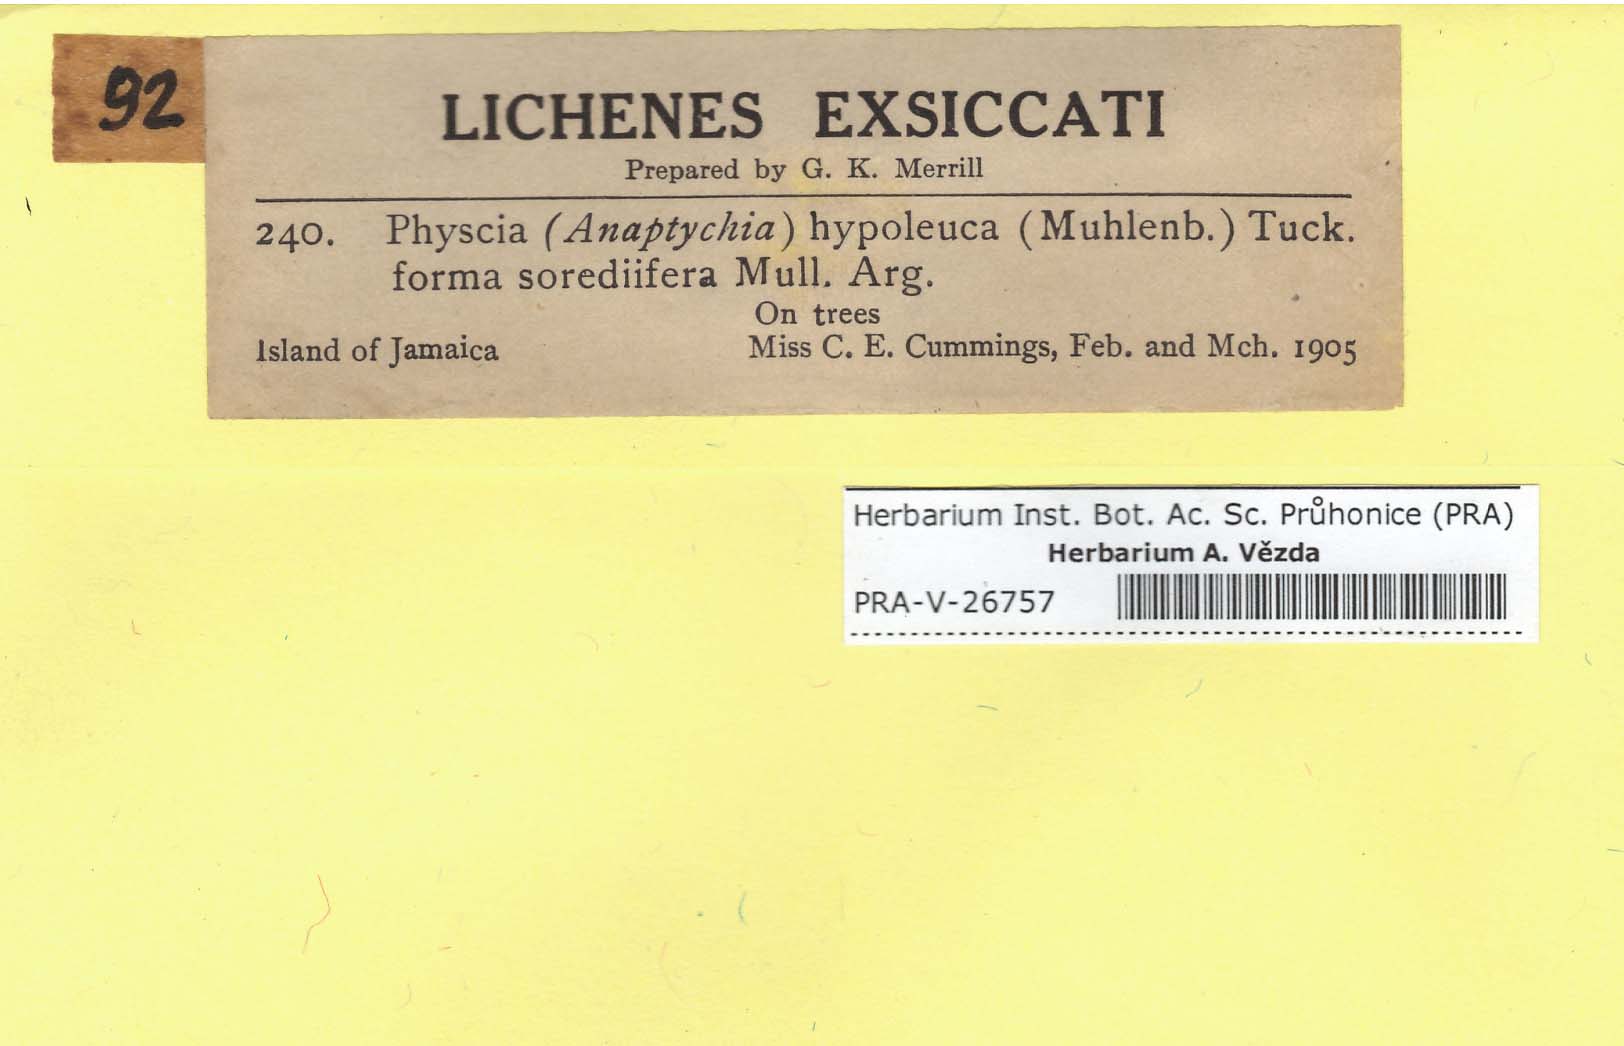 92
LICHENES EXSICCATI
Prepared by G. K. Merrill
240. Physcia (Anaptychia) hypoleuca (Muhlenb.) Tuck.
forma sorediifera Mull. Arg.
On trees
Island of Jamaica Miss C. E. Cummings, Feb. and Mch. 1905
Herbarium Inst. Bot. Ac. Sc. Průhonice (PRA)
Herbarium A. Vězda
PRA-V-26757